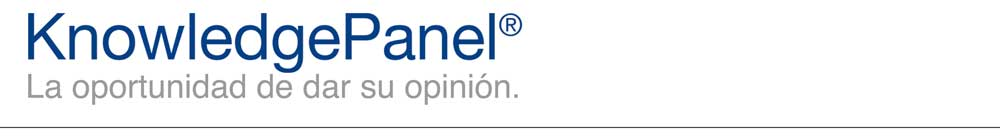 KnowledgePanel®
La oportunidad de dar su opinión.